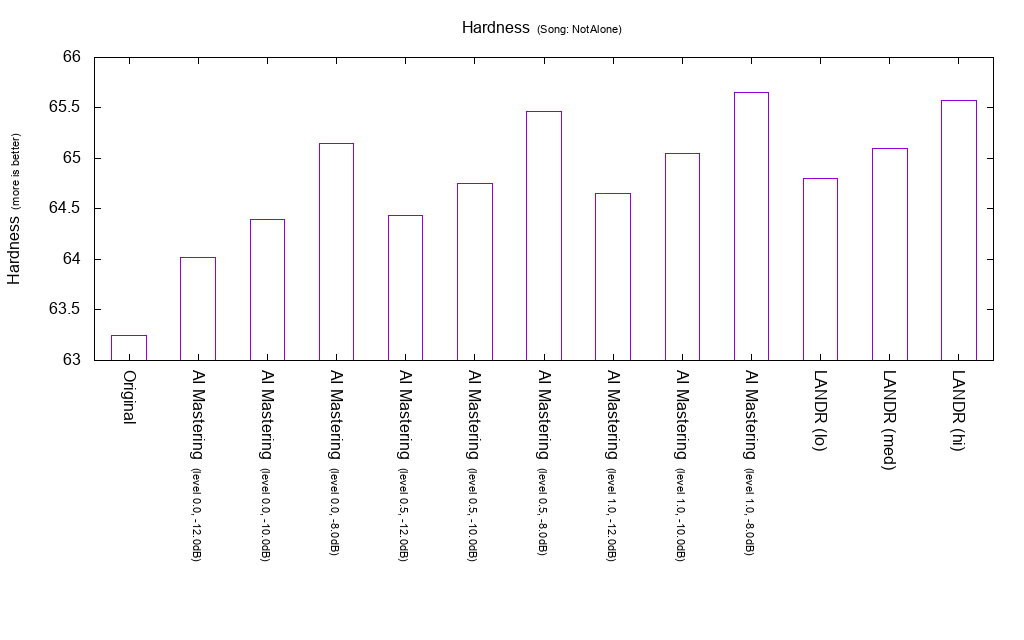 Hardness (Song: NotAlone)
Hardness (more is better)
66
65.5
65
64.5
64
63.5
63
Original
AI Mastering (level 0.0, -12.0dB)
AI Mastering (level 0.0, -10.0dB)
AI Mastering (level 0.0, -8.0dB)
AI Mastering (level 0.5, -12.0dB)
AI Mastering (level 0.5, -10.0dB)
AI Mastering (level 0.5, -8.0dB)
AI Mastering (level 1.0, -12.0dB)
AI Mastering (level 1.0, -10.0dB)
AI Mastering (level 1.0, -8.0dB)
LANDR (lo)
LANDR (med)
LANDR (hi)